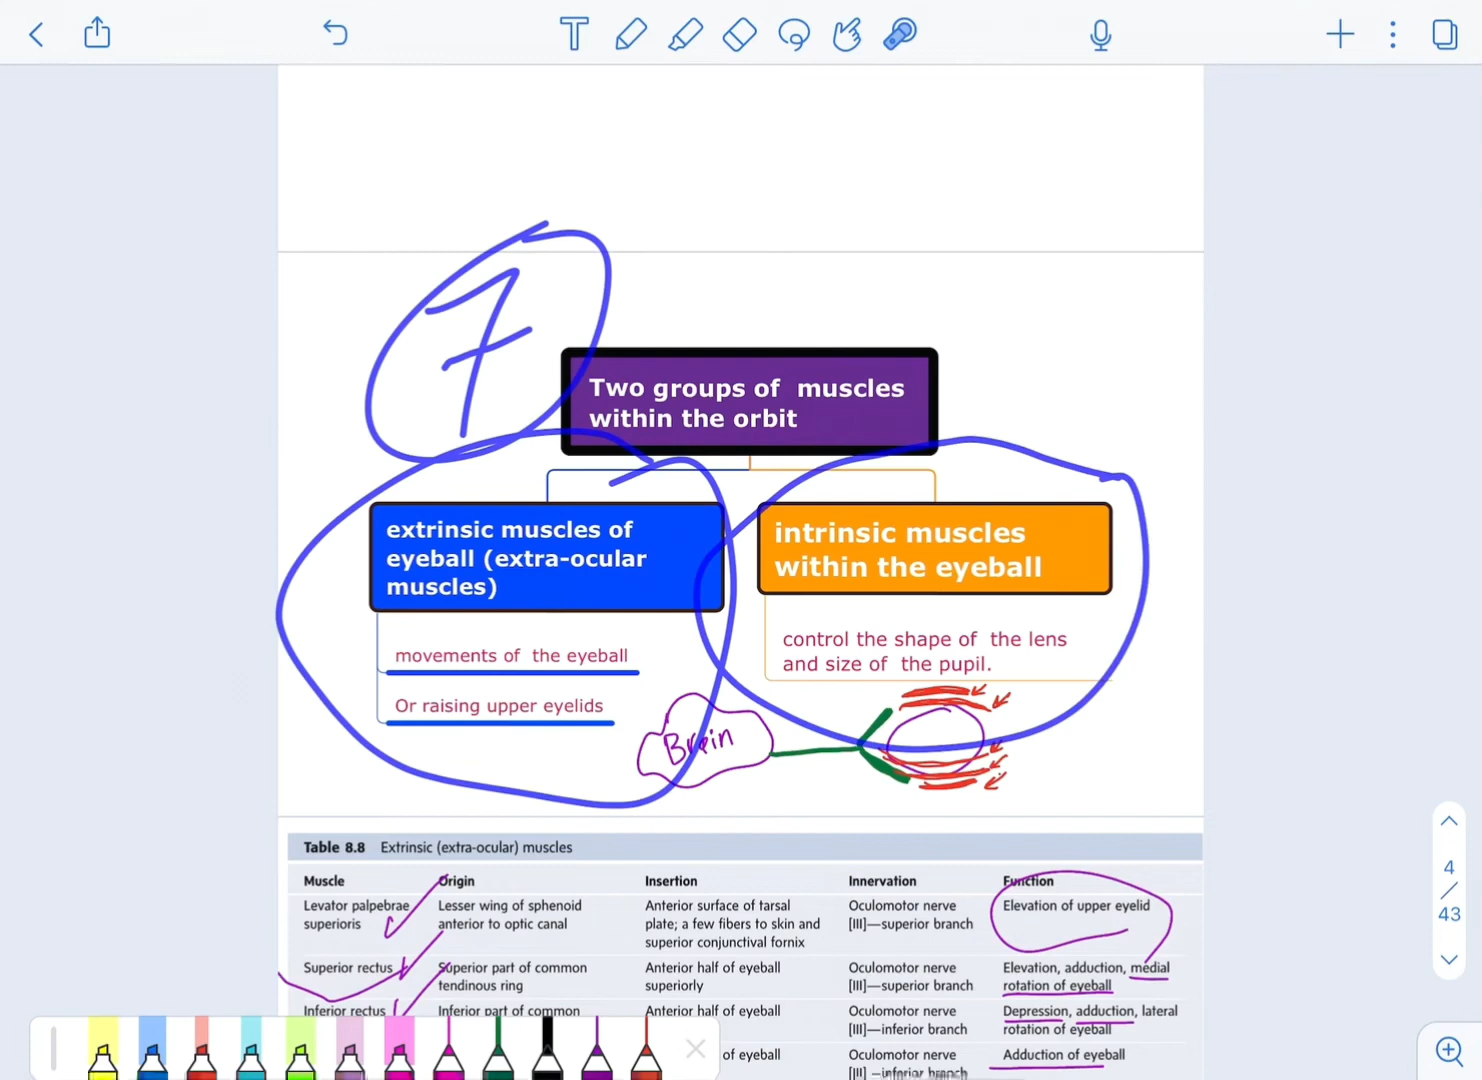 T
7
Two groups of muscles
within the orbit
extrinsic muscles of
eyeball (extra-ocular
muscles)
intrinsic muscles
within the eyeball
movements of the eyeball
Or raising upper eyelids
control the shape of the lens
and size of the pupil.
Brain
Table 8.8 Extrinsic (extra-ocular) muscles
Muscle Origin Insertion Innervation Function
Levator palpebrae Lesser wing of sphenoid Anterior surface of tarsal Oculomotor nerve Elevation of upper eyelid
superioris anterior to optic canal plate; a few fibers to skin and [III]—superior branch
superior conjunctival fornix
Superior rectus Superior part of common Anterior half of eyeball Oculomotor nerve Elevation, adduction, medial
tendinous ring superiorly [III]—superior branch rotation of eyeball
Inferior rectus Inferior part of common Anterior half of eyeball Oculomotor nerve Depression, adduction, lateral
[III]—inferior branch rotation of eyeball
of eyeball Oculomotor nerve Adduction of eyeball
[III]—inferior branch
4
/
43